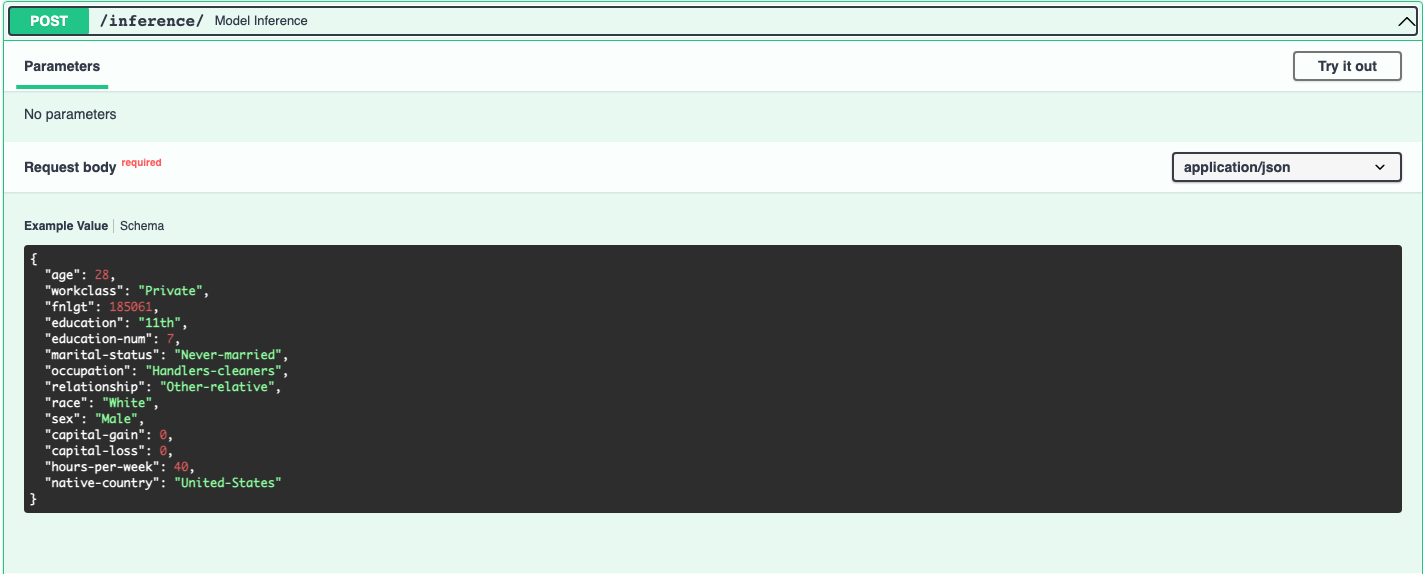 POST /inference/ Model Inference
Parameters
Try it out
No parameters
Request body required
application/json
Example Value Schema
{
  "age": 28,
  "workclass": "Private",
  "fnlgt": 185061,
  "education": "11th",
  "education-num": 7,
  "marital-status": "Never-married",
  "occupation": "Handlers-cleaners",
  "relationship": "Other-relative",
  "race": "White",
  "sex": "Male",
  "capital-gain": 0,
  "capital-loss": 0,
  "hours-per-week": 40,
  "native-country": "United-States"
}